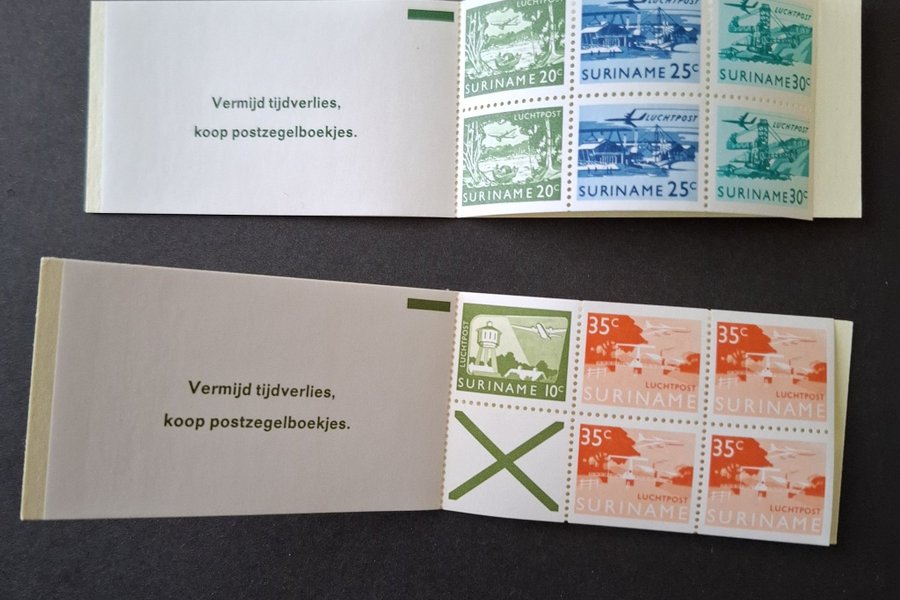 Vermijd tijdverlies,
koop postzegelboekjes.
SURINAME 20c
LUCHTPOST
SURINAME 25c
LUCHTPOST
SURINAME 30c
LUCHTPOST
SURINAME 20c
LUCHTPOST
SURINAME 25c
LUCHTPOST
SURINAME 30c
Vermijd tijdverlies,
koop postzegelboekjes.
LUCHTPOST
SURINAME 10c
35c
LUCHTPOST
SURINAME
35c
LUCHTPOST
SURINAME
35c
LUCHTPOST
SURINAME
35c
LUCHTPOST
SURINAME